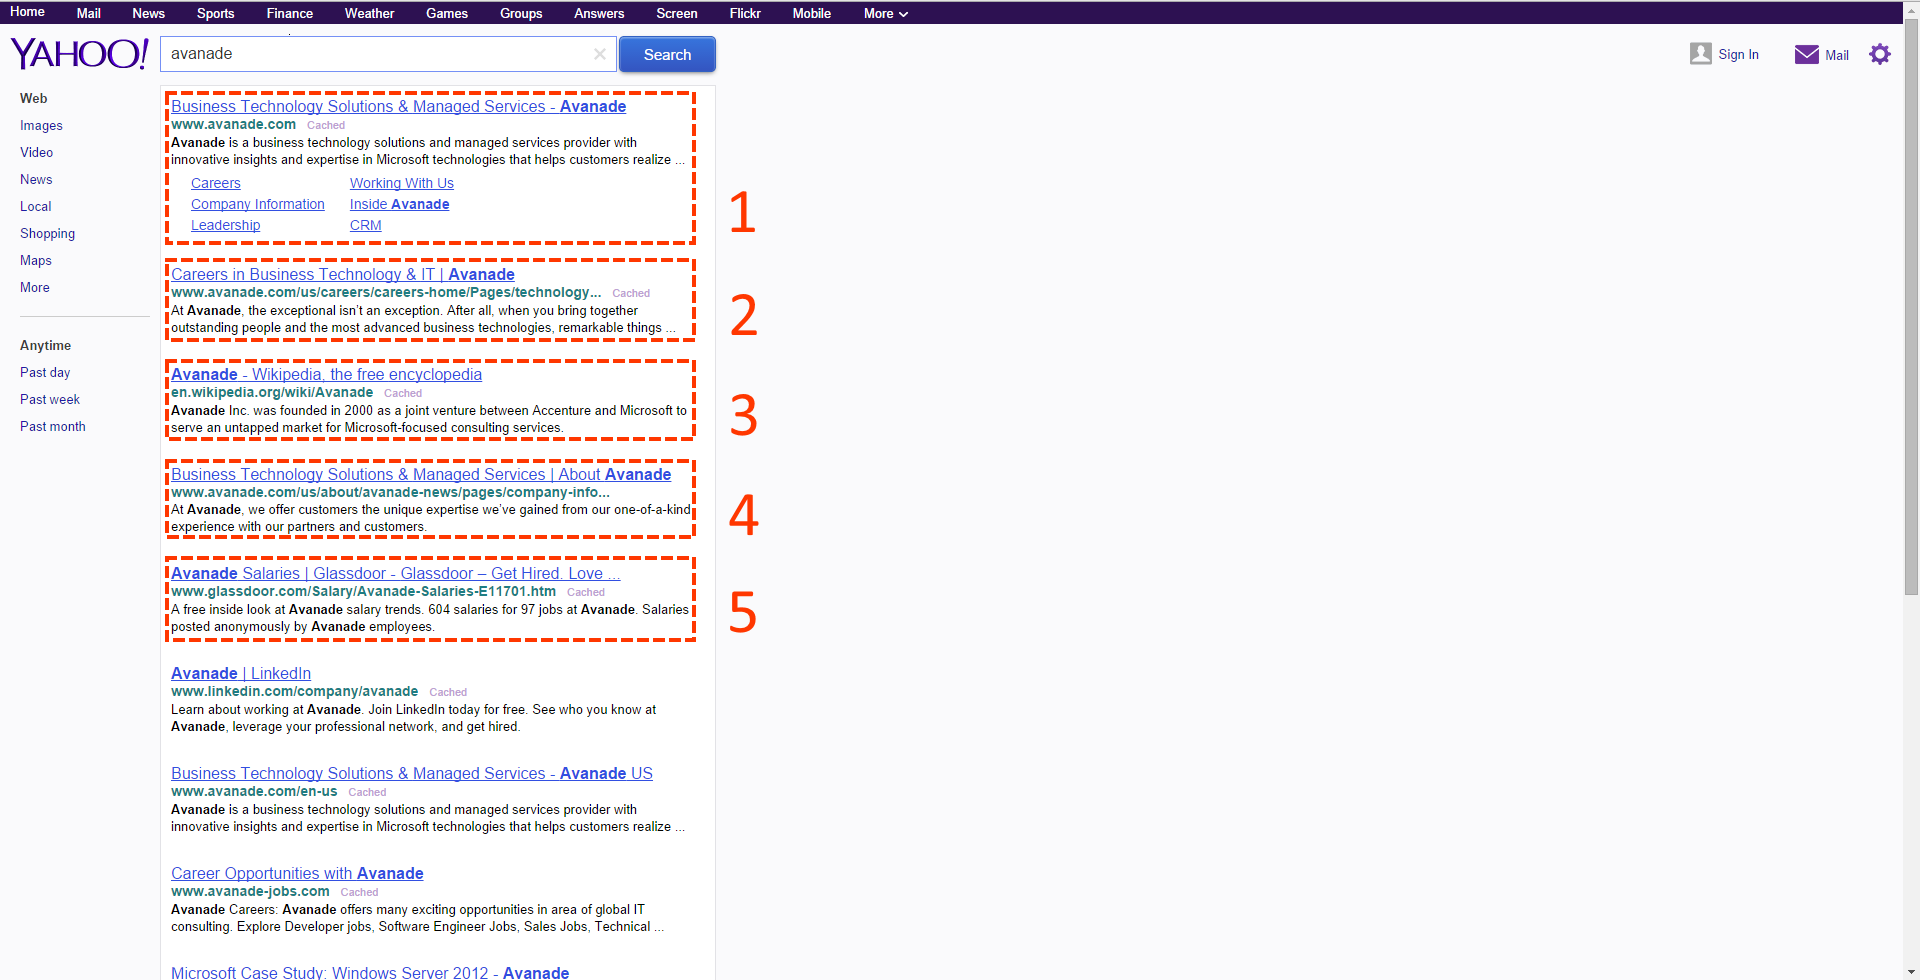 Home Mail News Sports Finance Weather Games Groups Answers Screen Flickr Mobile More
YAHOO! avanade Search Sign In Mail
Web
Images
Video
News
Local
Shopping
Maps
More
Anytime
Past day
Past week
Past month
Business Technology Solutions & Managed Services - Avanade
www.avanade.com Cached
Avanade is a business technology solutions and managed services provider with
innovative insights and expertise in Microsoft technologies that helps customers realize ...
Careers Working With Us
Company Information Inside Avanade
Leadership CRM
1
Careers in Business Technology & IT | Avanade
www.avanade.com/us/careers/careers-home/Pages/technology... Cached
At Avanade, the exceptional isn't an exception. After all, when you bring together
outstanding people and the most advanced business technologies, remarkable things ...
2
Avanade - Wikipedia, the free encyclopedia
en.wikipedia.org/wiki/Avanade Cached
Avanade Inc. was founded in 2000 as a joint venture between Accenture and Microsoft to
serve an untapped market for Microsoft-focused consulting services.
3
Business Technology Solutions & Managed Services | About Avanade
www.avanade.com/us/about/avanade-news/pages/company-info...
At Avanade, we offer customers the unique expertise we've gained from our one-of-a-kind
experience with our partners and customers.
4
Avanade Salaries | Glassdoor - Glassdoor – Get Hired. Love ...
www.glassdoor.com/Salary/Avanade-Salaries-E11701.htm Cached
A free inside look at Avanade salary trends. 604 salaries for 97 jobs at Avanade. Salaries
posted anonymously by Avanade employees.
5
Avanade | LinkedIn
www.linkedin.com/company/avanade Cached
Learn about working at Avanade. Join LinkedIn today for free. See who you know at
Avanade, leverage your professional network, and get hired.
Business Technology Solutions & Managed Services - Avanade US
www.avanade.com/en-us Cached
Avanade is a business technology solutions and managed services provider with
innovative insights and expertise in Microsoft technologies that helps customers realize ...
Career Opportunities with Avanade
www.avanade-jobs.com Cached
Avanade Careers: Avanade offers many exciting opportunities in area of global IT
consulting. Explore Developer jobs, Software Engineer Jobs, Sales Jobs, Technical ...
Microsoft Case Study: Windows Server 2012 - Avanade